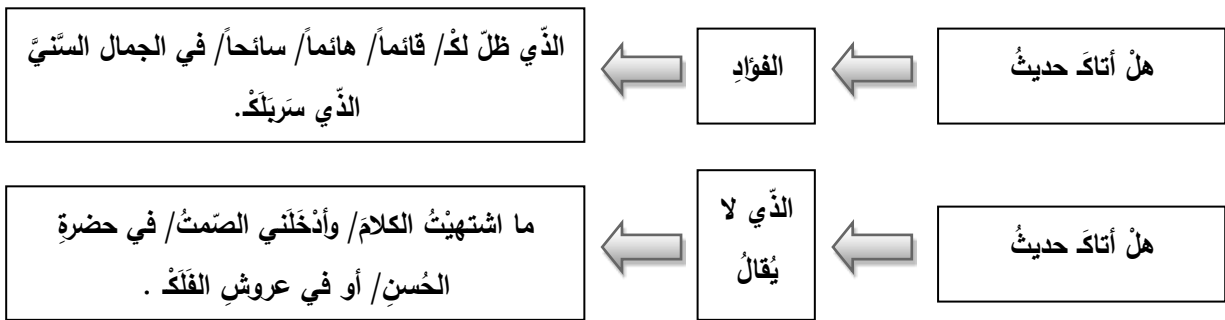 هلْ أتاكَ حديثُ
الفؤادِ
الذّي ظلّ لكْ/ قائماً/ هائماً/ سائحاً/ في الجمال السَّنيَّ
الذّي سَربَلَكْ.
هلْ أتاكَ حديثُ
الذّي لا
يُقالُ
ما اشتهيْتُ الكلامَ/ وأدْخَلَني الصّمتُ/ في حضرةِ
الحُسنِ/ أو في عروشِ الفَلَكْ .